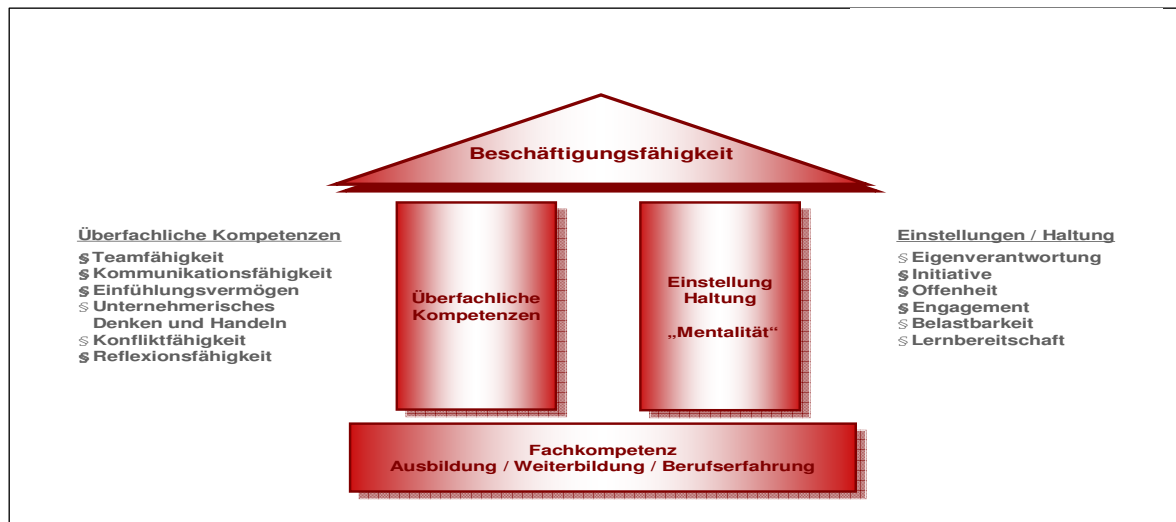 Beschäftigungsfähigkeit
Überfachliche Kompetenzen
§ Teamfähigkeit
§ Kommunikationsfähigkeit
§ Einfühlungsvermögen
§ Unternehmerisches
Denken und Handeln
§ Konfliktfähigkeit
§ Reflexionsfähigkeit
Überfachliche
Kompetenzen
Einstellung
Haltung
„Mentalität“
Einstellungen / Haltung
§ Eigenverantwortung
§ Initiative
§ Offenheit
§ Engagement
§ Belastbarkeit
§ Lernbereitschaft
Fachkompetenz
Ausbildung / Weiterbildung / Berufserfahrung